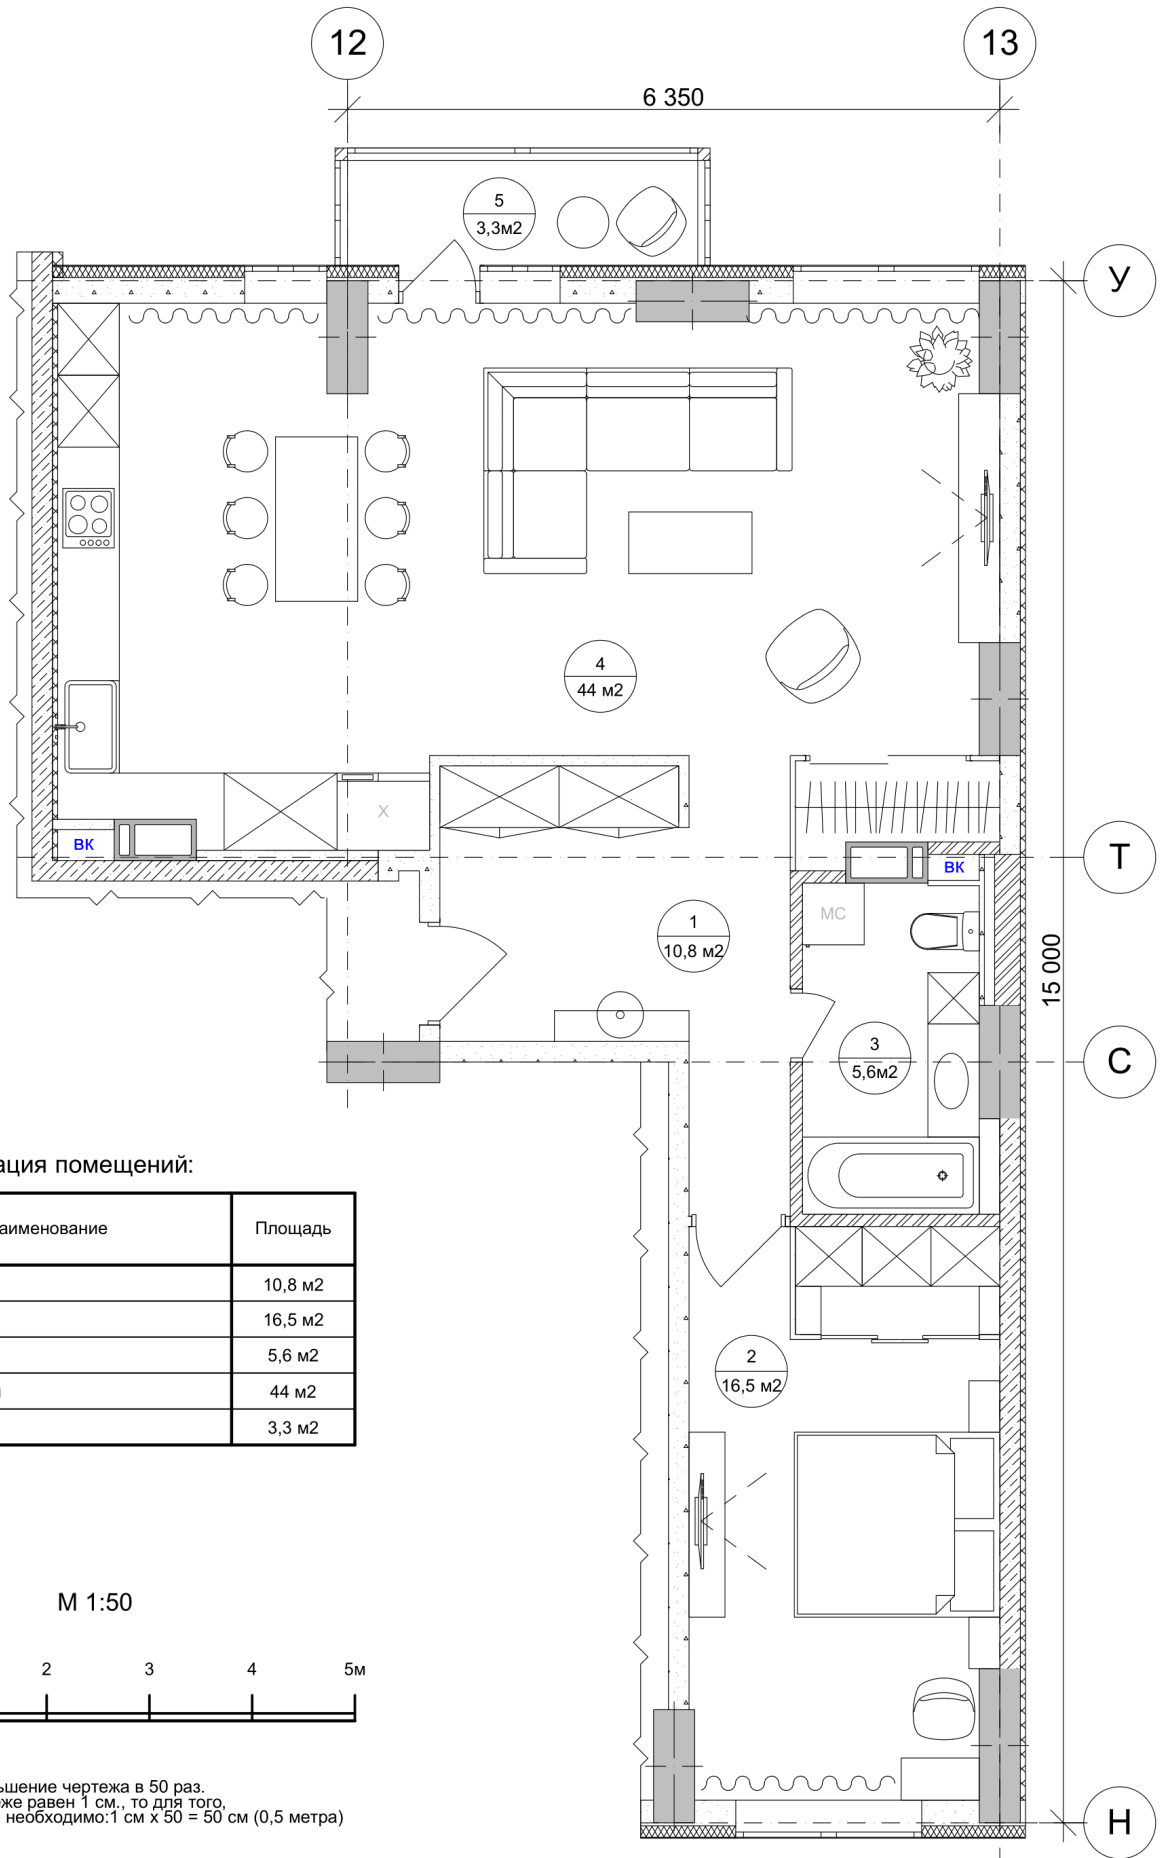 12
13
6 350
5
3,3м2
У
4
44 м2
Х
ВК
Т
ВК
МС
1
10,8 м2
15 000
3
5,6м2
С
ация помещений:
аименование
Площадь
10,8 м2
16,5 м2
5,6 м2
44 м2
3,3 м2
2
16,5 м2
М 1:50
2
3
4
5м
ьшение чертежа в 50 раз.
же равен 1 см., то для того,
необходимо:1 см х 50 = 50 см (0,5 метра)
Н